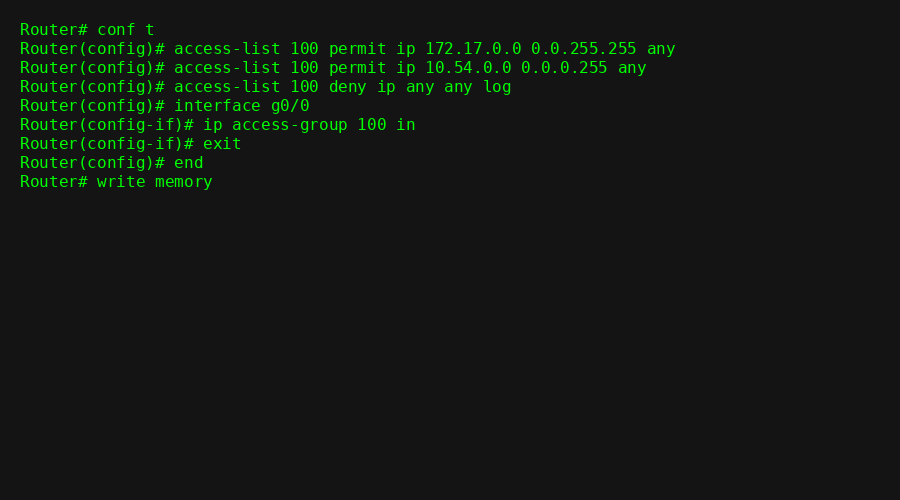 Router# conf t
Router(config)# access-list 100 permit ip 172.17.0.0 0.0.255.255 any
Router(config)# access-list 100 permit ip 10.54.0.0 0.0.0.255 any
Router(config)# access-list 100 deny ip any any log
Router(config)# interface g0/0
Router(config-if)# ip access-group 100 in
Router(config-if)# exit
Router(config)# end
Router# write memory